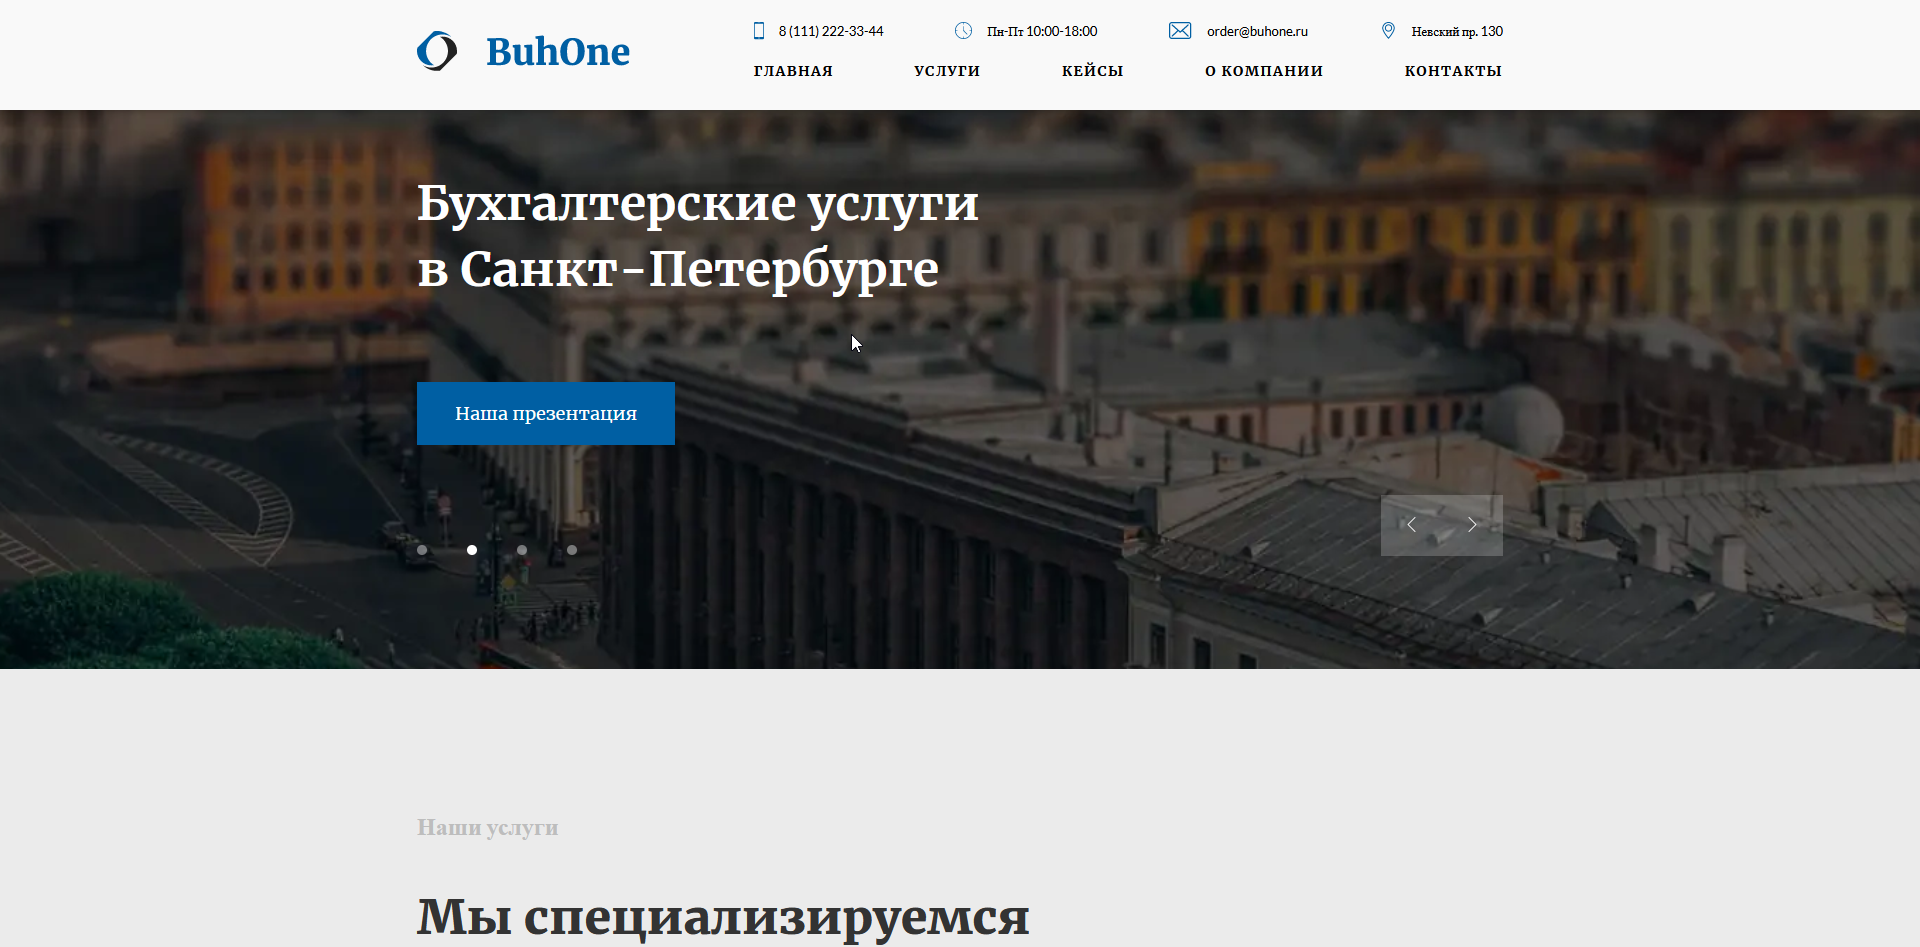 BuhOne
8 (111) 222-33-44
Пн-Пт 10:00-18:00
order@buhone.ru
Невский пр. 130
ГЛАВНАЯ
УСЛУГИ
КЕЙСЫ
О КОМПАНИИ
КОНТАКТЫ
Бухгалтерские услуги
в Санкт-Петербурге
Наша презентация
Наши услуги
Мы специализируемся